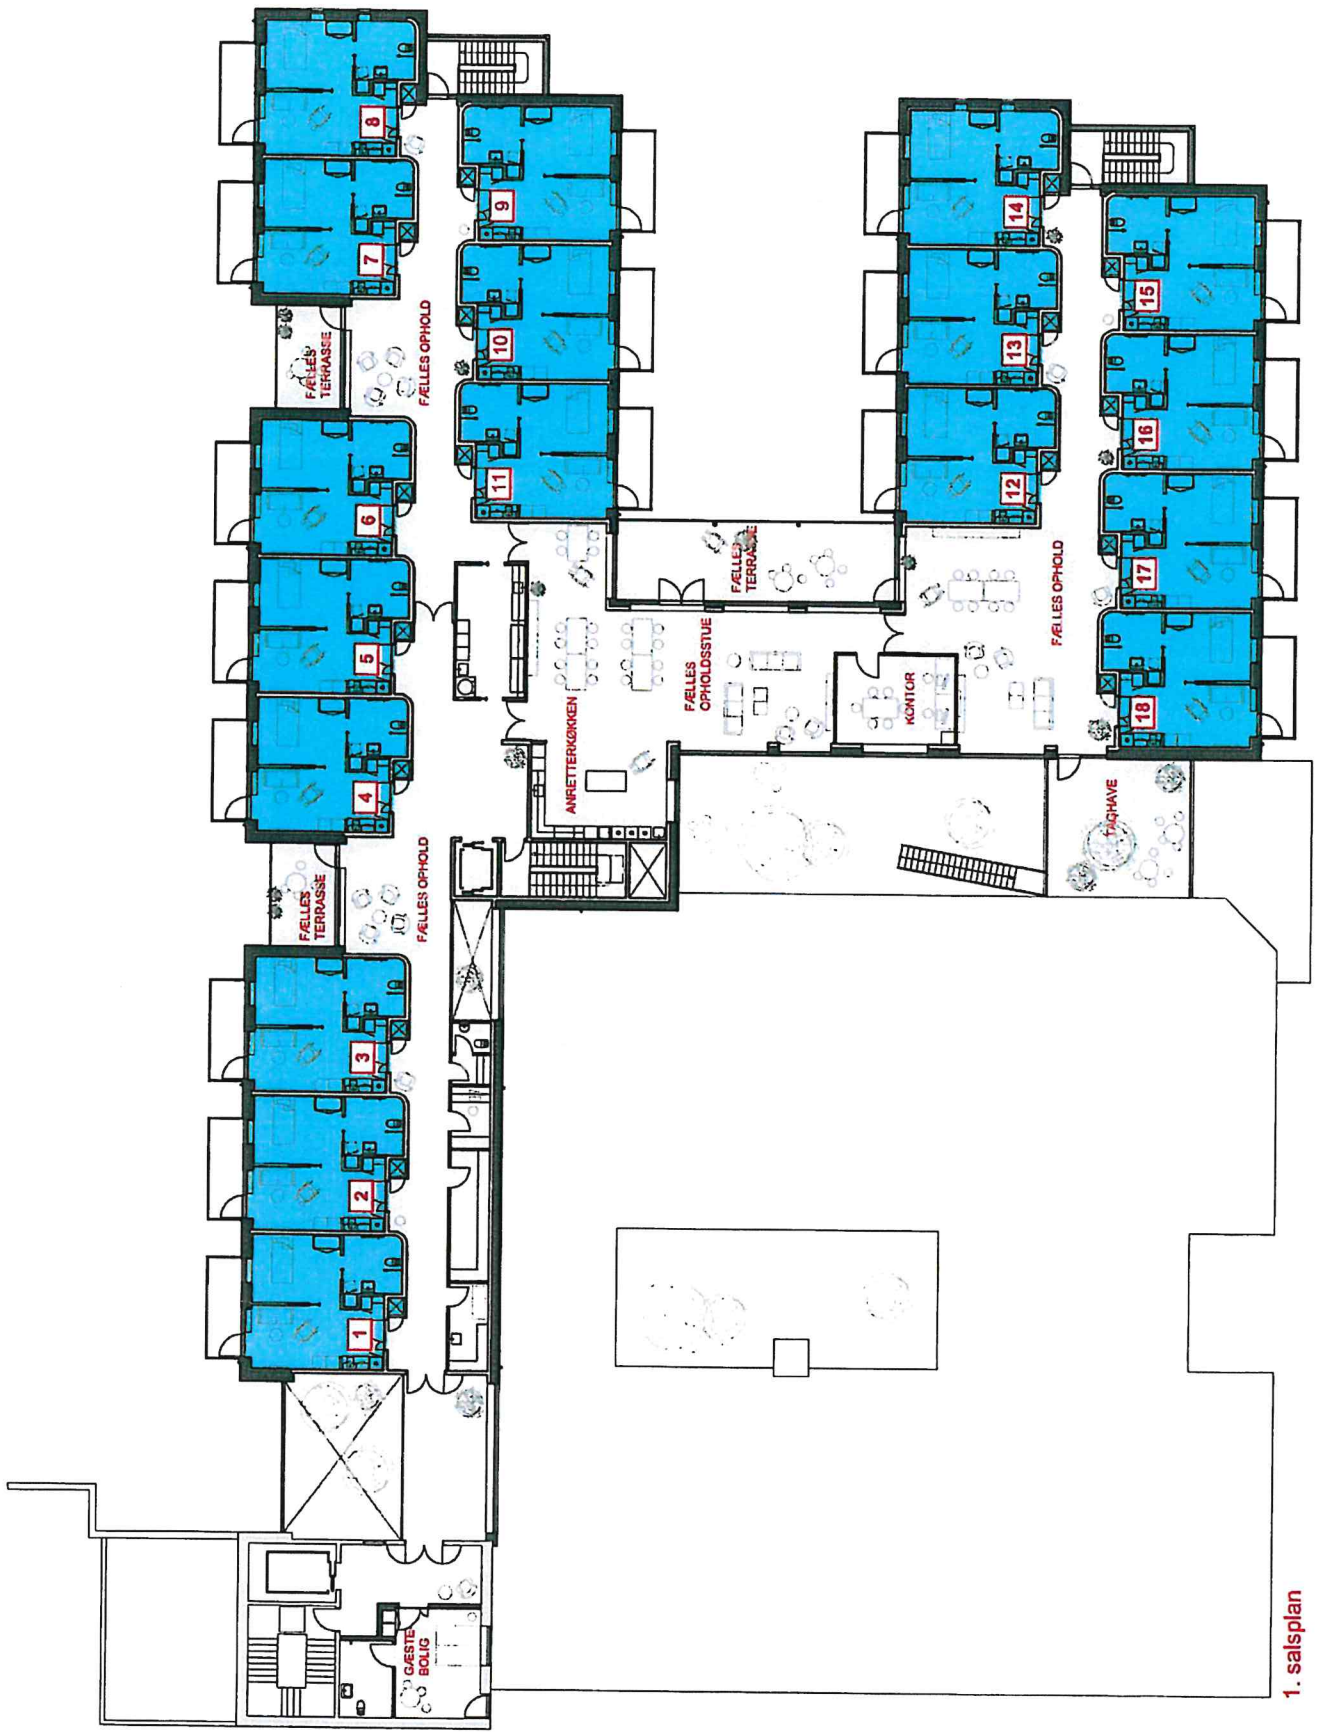 1
2
3
4
5
6
7
8
9
10
11
12
13
14
15
16
17
18
GÆSTE
BOLIG
FÆLLES
TERRASSE
FÆLLES OPHOLD
FÆLLES
TERRASSE
FÆLLES OPHOLD
ANRETTERKØKKEN
FÆLLES
OPHOLDSSTUE
FÆLLES
TERRASSE
KONTOR
FÆLLES OPHOLD
TAGHAVE
1. salsplan